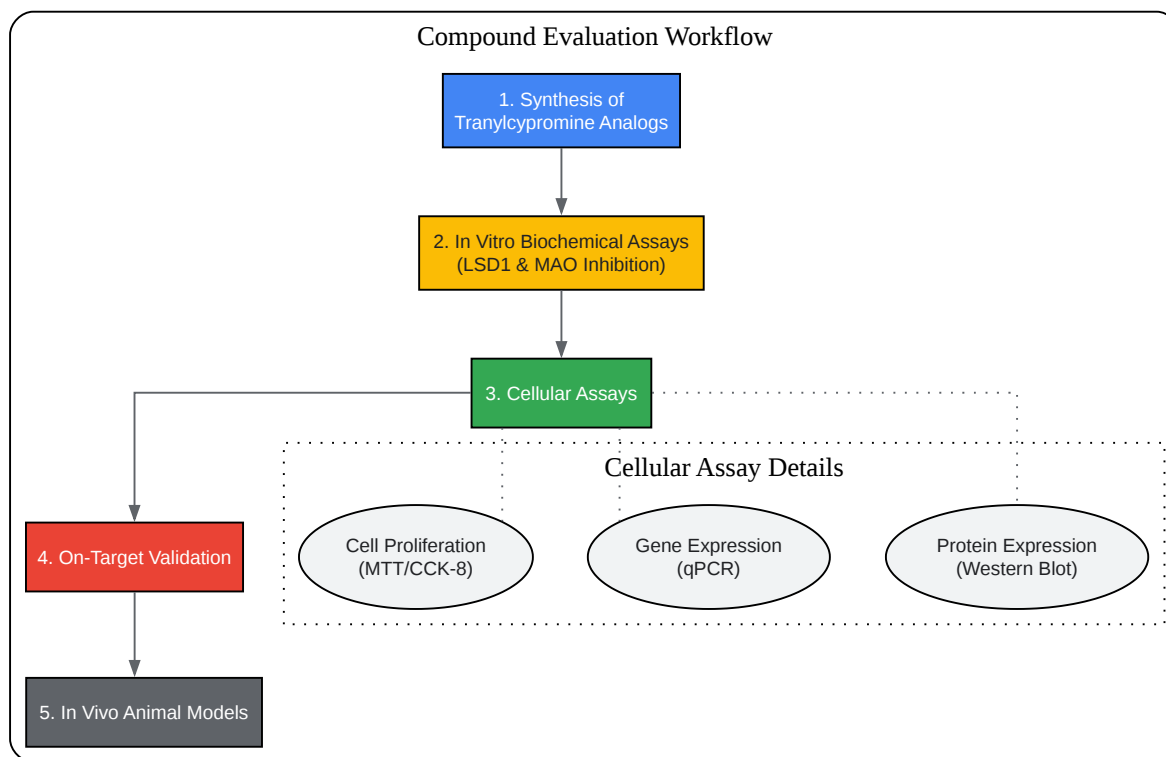 Compound Evaluation Workflow
1. Synthesis of
Tranylcypromine Analogs
2. In Vitro Biochemical Assays
(LSD1 & MAO Inhibition)
3. Cellular Assays
Cellular Assay Details
Cell Proliferation
(MTT/CCK-8)
Gene Expression
(qPCR)
Protein Expression
(Western Blot)
4. On-Target Validation
5. In Vivo Animal Models